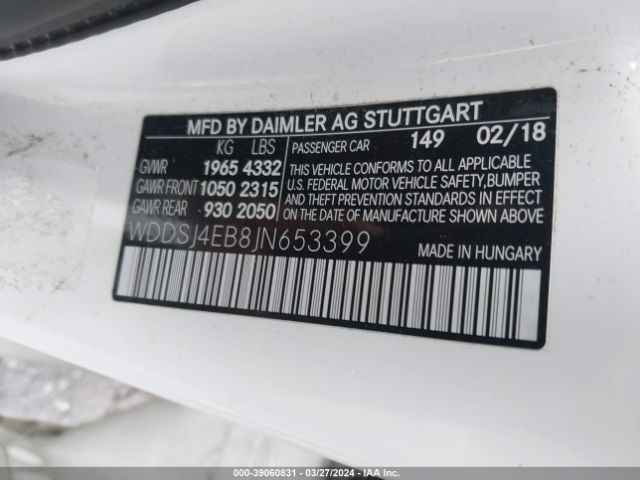 MFD BY DAIMLER AG STUTTGART
KG LBS PASSENGER CAR 149 02/18
GVWR 1965 4332
GAWR FRONT 1050 2315
GAWR REAR 930 2050
THIS VEHICLE CONFORMS TO ALL APPLICABLE
U.S. FEDERAL MOTOR VEHICLE SAFETY, BUMPER
AND THEFT PREVENTION STANDARDS IN EFFECT
ON THE DATE OF MANUFACTURE SHOWN ABOVE
WDDSJ4EB8JN653399
MADE IN HUNGARY
000-39060831 - 03/27/2024 - IAAI.COM